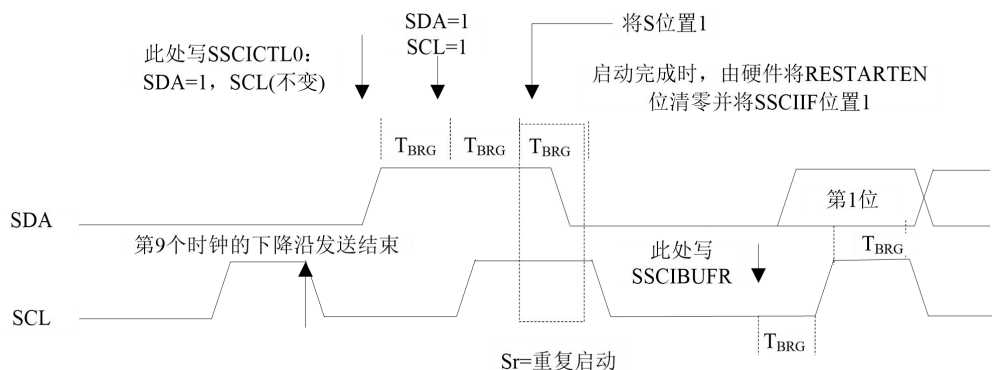 SDA=1
SCL=1
将S位置1
此处写SSCICTL0：
SDA=1，SCL(不变)
启动完成时，由硬件将RESTARTEN
位清零并将SSCIIF位置1
TBRG
TBRG
TBRG
SDA
第1位
第9个时钟的下降沿发送结束
此处写
SSCIBUFR
TBRG
SCL
TBRG
Sr=重复启动